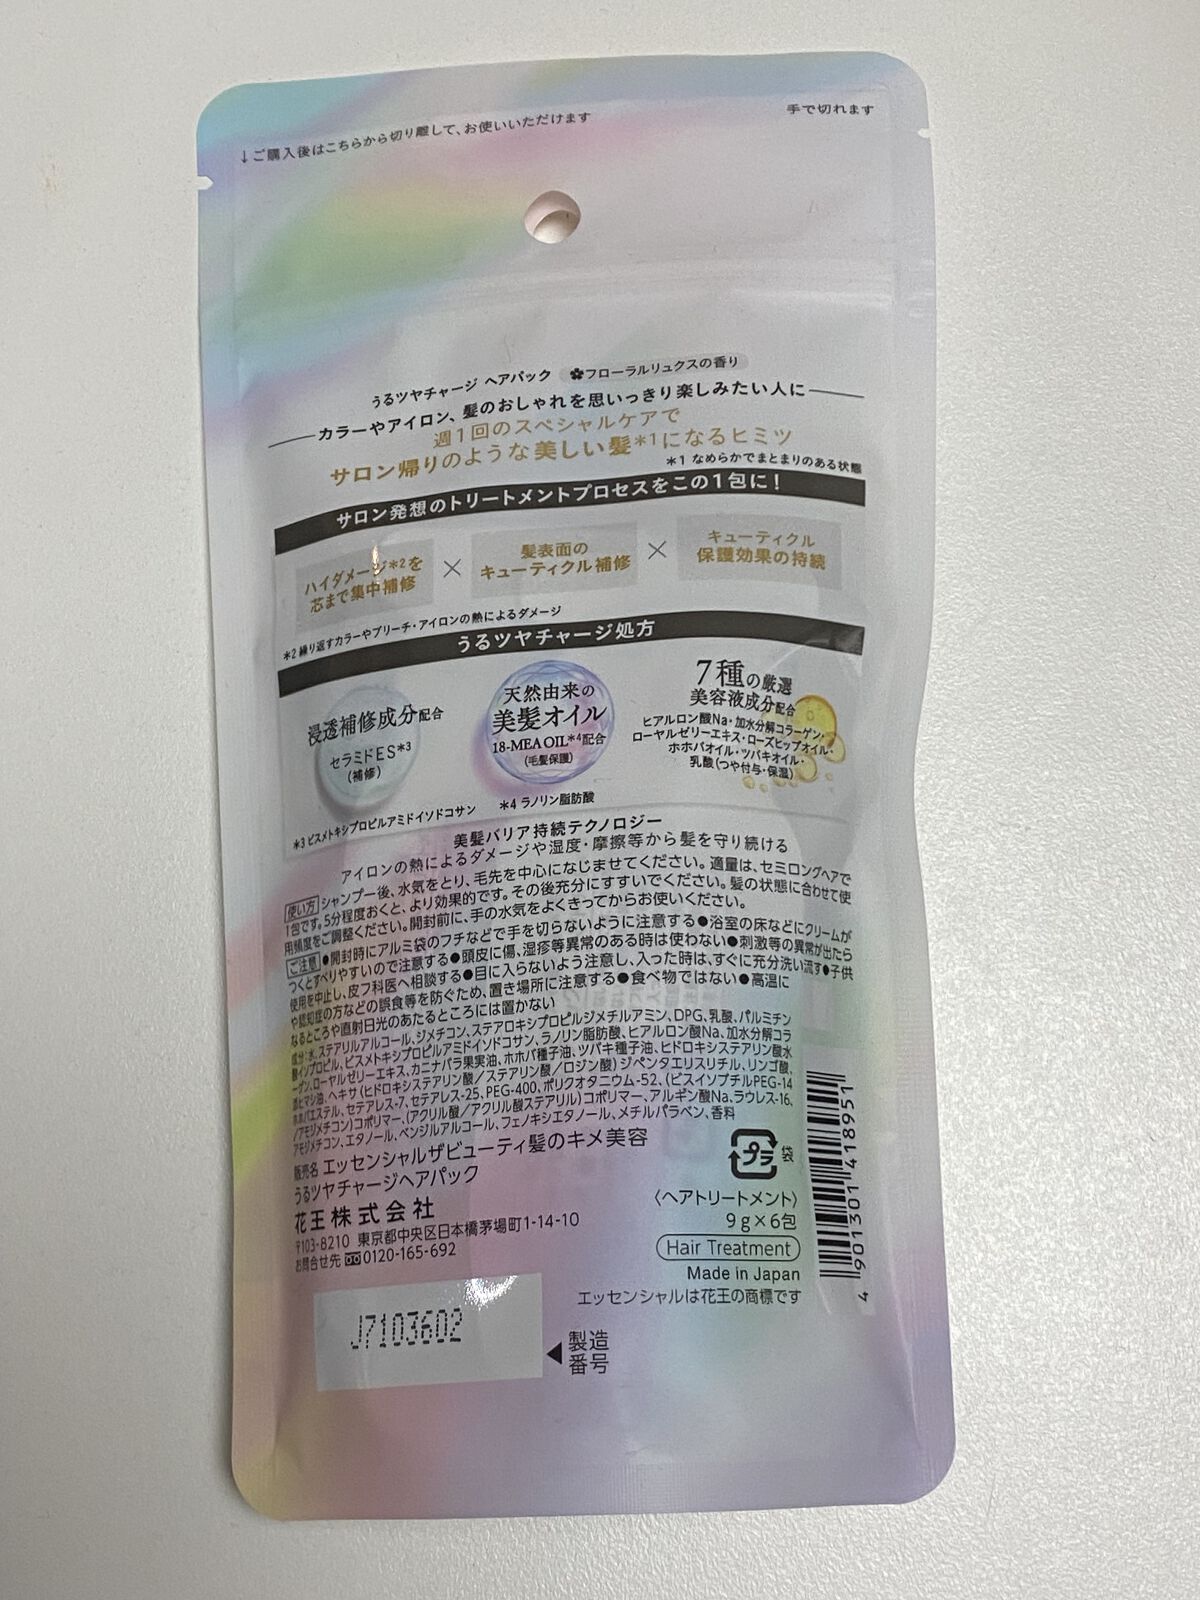 ↓ご購入後はこちらから切り離して、お使いいただけます
手で切れます
うるツヤチャージ ヘアパック フローラルリュクスの香り
カラーやアイロン、髪のおしゃれを思いっきり楽しみたい人に
週1回のスペシャルケアで
サロン帰りのような美しい髪*1になるヒミツ
*1 なめらかでまとまりのある状態
サロン発想のトリートメントプロセスをこの1包に!
ハイダメージ*2を
芯まで集中補修
×
髪表面の
キューティクル補修
×
キューティクル
保護効果の持続
*2 繰り返すカラーやブリーチ・アイロンの熱によるダメージ
うるツヤチャージ処方
浸透補修成分配合
セラミドES*3
(補修)
天然由来の
美髪オイル
18-MEA OIL*4配合
(毛髪保護)
7種の厳選
美容液成分配合
ヒアルロン酸Na・加水分解コラーゲン・
ローヤルゼリーエキス・ローズヒップオイル・
ホホバオイル・ツバキオイル・
乳酸(つや付与・保湿)
*3 ビスメトキシプロピルアミドイソドコサン
*4 ラノリン脂肪酸
美髪バリア持続テクノロジー
アイロンの熱によるダメージや湿度・摩擦等から髪を守り続ける
使い方 シャンプー後、水気をとり、毛先を中心になじませてください。適量は、セミロングヘアで
1包です。5分程度おくと、より効果的です。その後充分にすすいでください。髪の状態に合わせて使
用頻度をご調整ください。開封前に、手の水気をよくきってからお使いください。
ご注意 ●開封時にアルミ袋のフチなどで手を切らないように注意する●浴室の床などにクリームが
つくとすべりやすいので注意する●頭皮に傷、湿疹等異常のある時は使わない●刺激等の異常が出たら
使用を中止し、皮フ科医へ相談する●目に入らないよう注意し、入った時は、すぐに充分洗い流す●子供
や認知症の方などの誤食等を防ぐため、置き場所に注意する●食べ物ではない●高温に
なるところや直射日光のあたるところには置かない
成分:水、ステアリルアルコール、ジメチコン、ステアロキシプロピルジメチルアミン、DPG、乳酸、パルミチン
酸イソプロピル、ビスメトキシプロピルアミドイソドコサン、ラノリン脂肪酸、ヒアルロン酸Na、加水分解コラ
ーゲン、ローヤルゼリーエキス、カニナバラ果実油、ホホバ種子油、ツバキ種子油、ヒドロキシステアリン酸水
添ヒマシ油、ヘキサ(ヒドロキシステアリン酸/ステアリン酸/ロジン酸)ジペンタエリスリチル、リンゴ酸、
ホホバエステル、セテアレス-7、セテアレス-25、PEG-400、ポリクオタニウム-52、(ビスイソブチルPEG-14
/アモジメチコン)コポリマー、(アクリル酸/アクリル酸ステアリル)コポリマー、アルギン酸Na、ラウレス-16、
アモジメチコン、エタノール、ベンジルアルコール、フェノキシエタノール、メチルパラベン、香料
販売名 エッセンシャルザビューティ髪のキメ美容
うるツヤチャージヘアパック
花王株式会社
〒103-8210 東京都中央区日本橋茅場町1-14-10
お問合せ先 0120-165-692
プラ 袋
〈ヘアトリートメント〉
9g×6包
Hair Treatment
Made in Japan
エッセンシャルは花王の商標です
4 901301 418951
J7103602
◀製造
番号